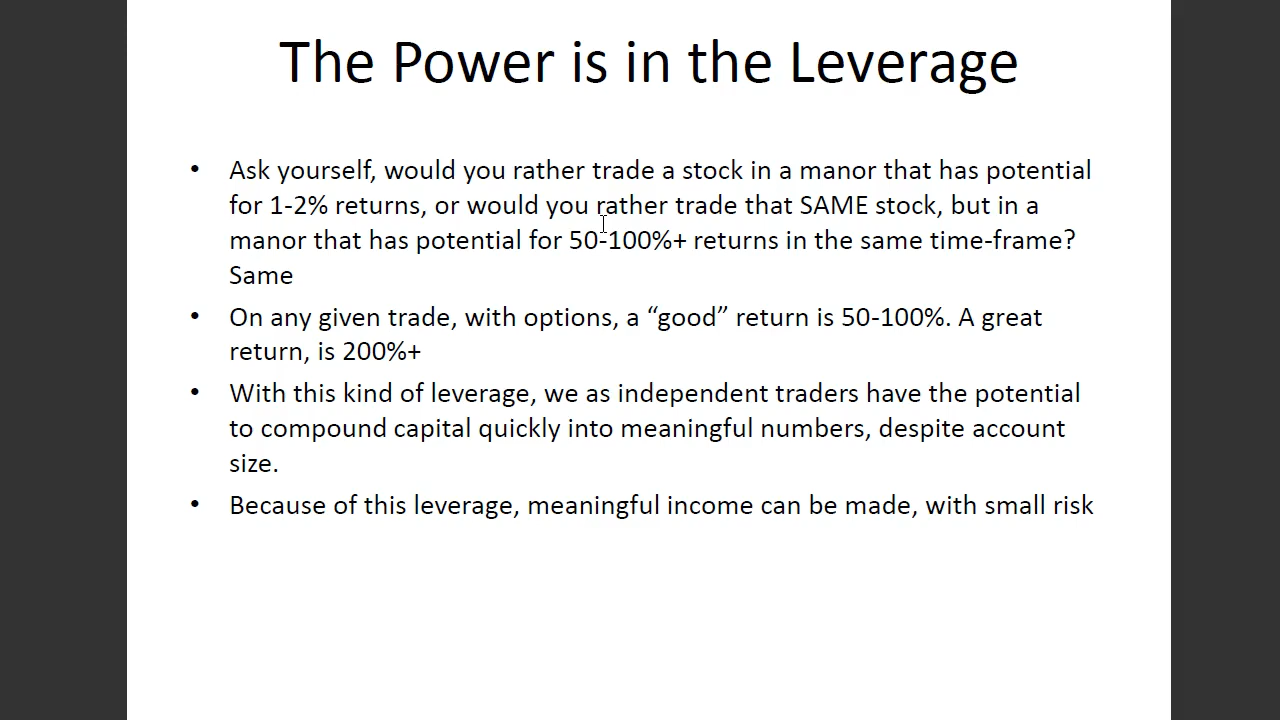 The Power is in the Leverage
• Ask yourself, would you rather trade a stock in a manor that has potential
for 1-2% returns, or would you rather trade that SAME stock, but in a
manor that has potential for 50-100%+ returns in the same time-frame?
Same
• On any given trade, with options, a “good” return is 50-100%. A great
return, is 200%+
• With this kind of leverage, we as independent traders have the potential
to compound capital quickly into meaningful numbers, despite account
size.
• Because of this leverage, meaningful income can be made, with small risk